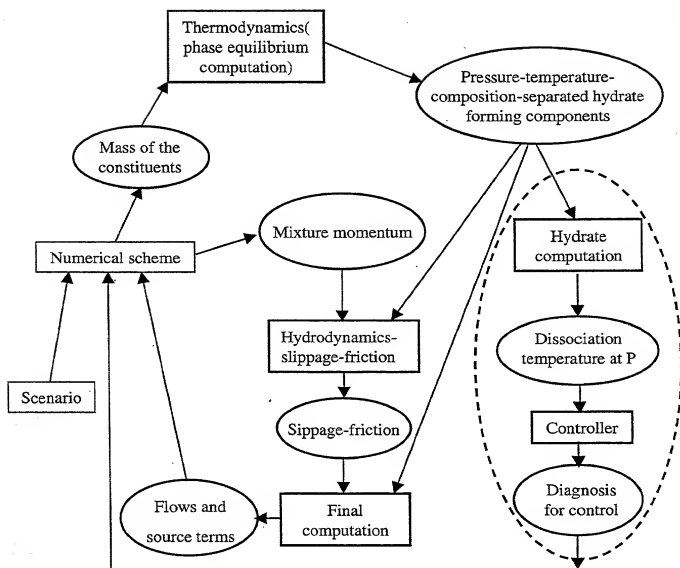 Thermodynamics(
phase equilibrium
computation)
Pressure-temperature-
composition-separated hydrate
forming components
Mass of the
constituents
Mixture momentum
Hydrate
computation
Numerical scheme
Hydrodynamics-
slippage-friction
Dissociation
temperature at P
Scenario
Sippage-friction
Controller
Flows and
source terms
Final
computation
Diagnosis
for control